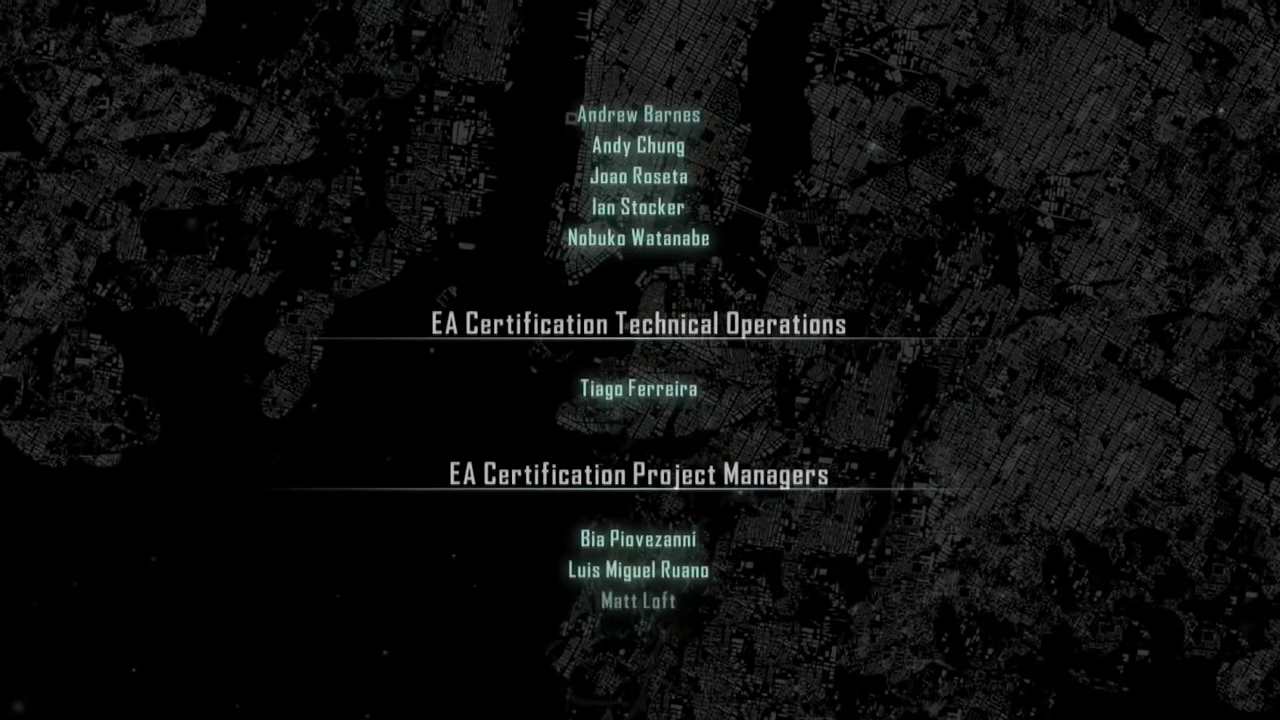 Andrew Barnes
Andy Chung
Joao Roseta
Ian Stocker
Nobuko Watanabe
EA Certification Technical Operations
Tiago Ferreira
EA Certification Project Managers
Bia Piovezanni
Luis Miguel Ruano
Matt Loft